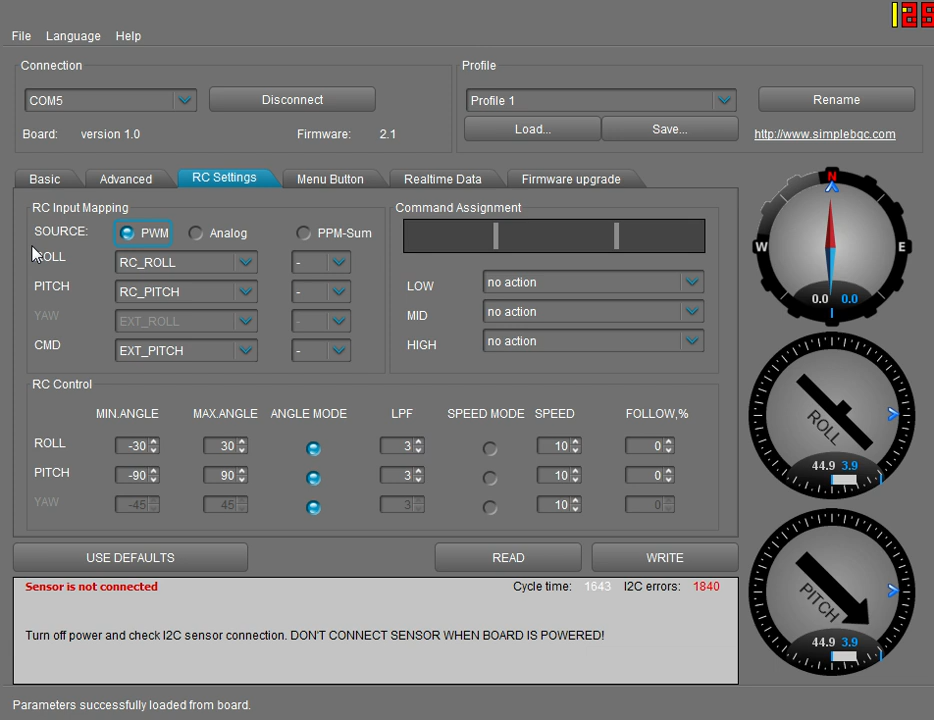 File Language Help
Connection
Profile
COM5 Disconnect
Profile 1 Rename
Load... Save...
Board: version 1.0 Firmware: 2.1
http://www.simplebgc.com
Basic Advanced RC Settings Menu Button Realtime Data Firmware upgrade
RC Input Mapping
Command Assignment
SOURCE: PWM Analog PPM-Sum
RC_ROLL -
PITCH RC_PITCH -
YAW EXT_ROLL -
CMD EXT_PITCH -
LOW no action
MID no action
HIGH no action
RC Control
MIN.ANGLE MAX.ANGLE ANGLE MODE LPF SPEED MODE SPEED FOLLOW,%
ROLL -30 30 3 10 0
PITCH -90 90 3 10 0
YAW -45 45 3 10 0
USE DEFAULTS READ WRITE
Sensor is not connected Cycle time: 1643 I2C errors: 1840
Turn off power and check I2C sensor connection. DON'T CONNECT SENSOR WHEN BOARD IS POWERED!
Parameters successfully loaded from board.
N
W E
0.0 0.0
ROLL
44.9 3.9
PITCH
44.9 3.9